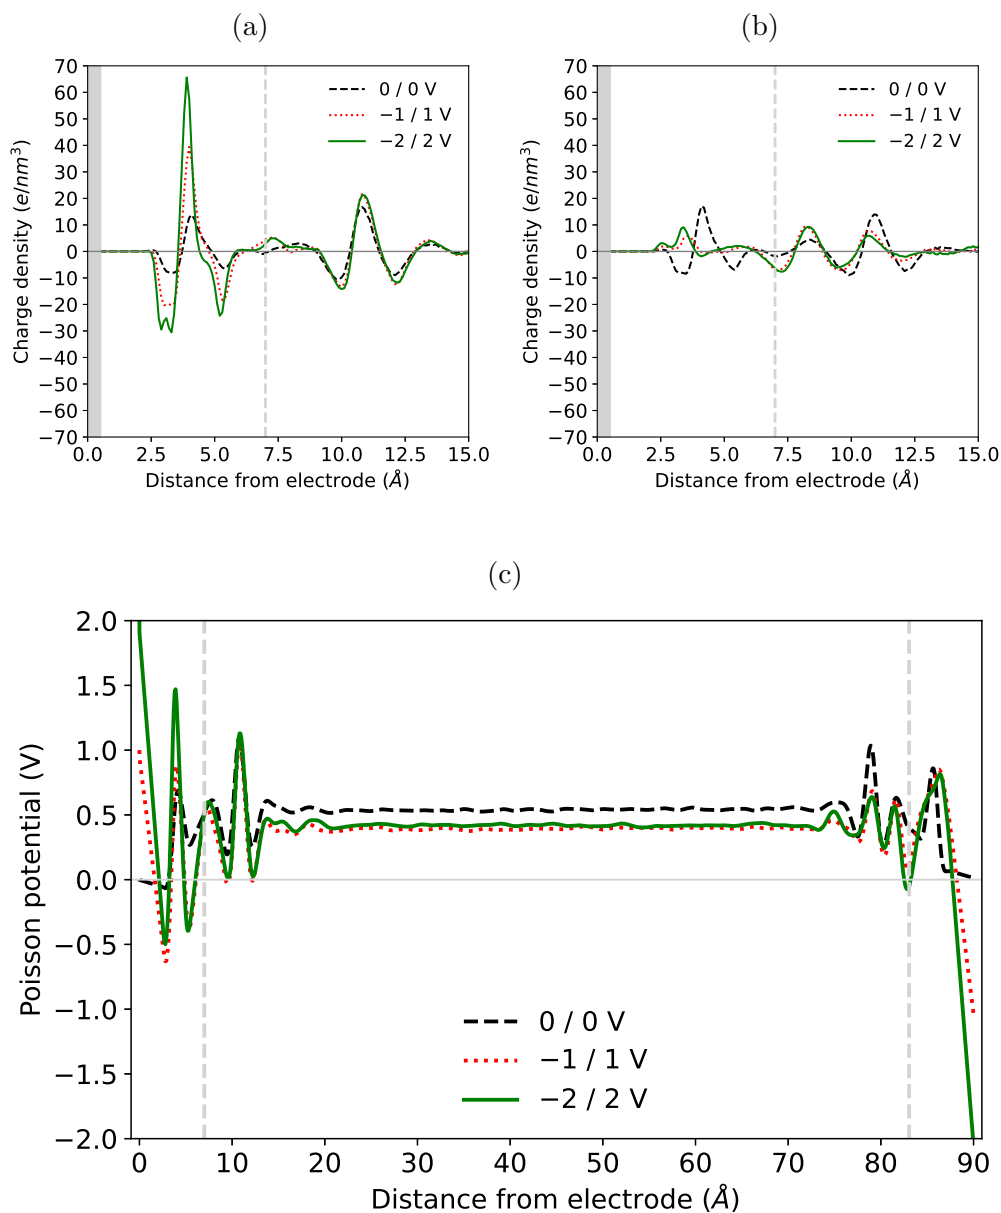 (a)
(b)
70
60
50
40
30
20
10
0
−10
−20
−30
−40
−50
−60
−70
Charge density (e/nm³)
0 / 0 V
−1 / 1 V
−2 / 2 V
0.0 2.5 5.0 7.5 10.0 12.5 15.0
Distance from electrode (Å)
70
60
50
40
30
20
10
0
−10
−20
−30
−40
−50
−60
−70
Charge density (e/nm³)
0 / 0 V
−1 / 1 V
−2 / 2 V
0.0 2.5 5.0 7.5 10.0 12.5 15.0
Distance from electrode (Å)
(c)
2.0
1.5
1.0
0.5
0.0
−0.5
−1.0
−1.5
−2.0
Poisson potential (V)
0 / 0 V
−1 / 1 V
−2 / 2 V
0 10 20 30 40 50 60 70 80 90
Distance from electrode (Å)